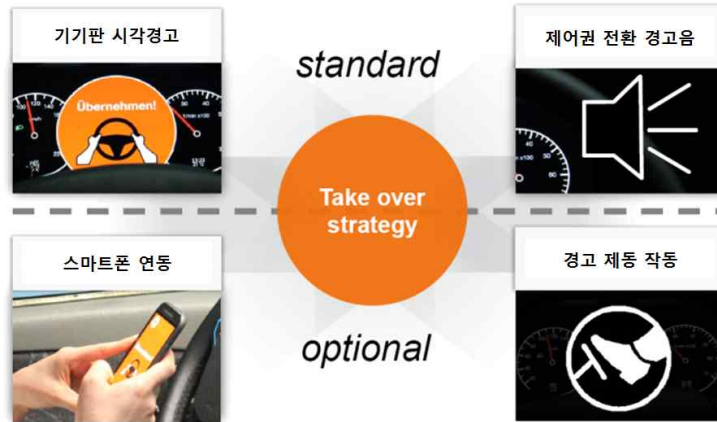 기기판 시각경고
standard
제어권 전환 경고음
Übernehmen!
Take over
strategy
스마트폰 연동
optional
경고 제동 작동